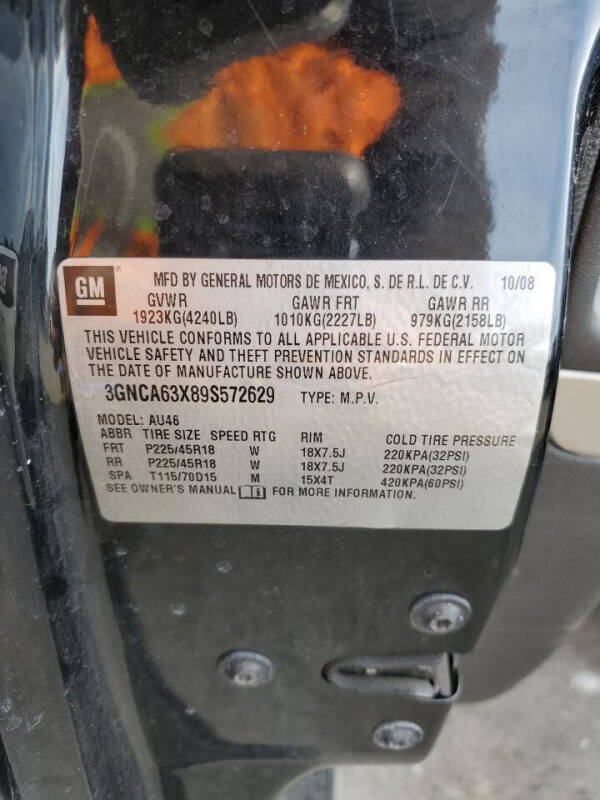 GM ® MFD BY GENERAL MOTORS DE MEXICO, S. DE R.L. DE C.V. 10/08
GVWR GAWR FRT GAWR RR
1923KG(4240LB) 1010KG(2227LB) 979KG(2158LB)
THIS VEHICLE CONFORMS TO ALL APPLICABLE U.S. FEDERAL MOTOR
VEHICLE SAFETY AND THEFT PREVENTION STANDARDS IN EFFECT ON
THE DATE OF MANUFACTURE SHOWN ABOVE.
3GNCA63X89S572629 TYPE: M.P.V.
MODEL: AU46
ABBR TIRE SIZE SPEED RTG RIM COLD TIRE PRESSURE
FRT P225/45R18 W 18X7.5J 220KPA(32PSI)
RR P225/45R18 W 18X7.5J 220KPA(32PSI)
SPA T115/70D15 M 15X4T 420KPA(60PSI)
SEE OWNER'S MANUAL FOR MORE INFORMATION.